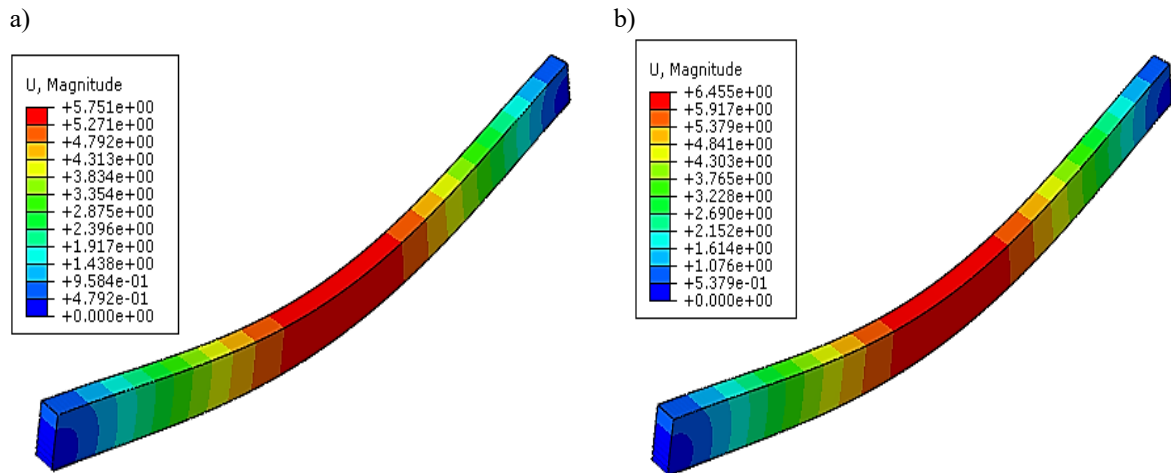 a)
U, Magnitude
+5.751e+00
+5.271e+00
+4.792e+00
+4.313e+00
+3.834e+00
+3.354e+00
+2.875e+00
+2.396e+00
+1.917e+00
+1.438e+00
+9.584e-01
+4.792e-01
+0.000e+00
b)
U, Magnitude
+6.455e+00
+5.917e+00
+5.379e+00
+4.841e+00
+4.303e+00
+3.765e+00
+3.228e+00
+2.690e+00
+2.152e+00
+1.614e+00
+1.076e+00
+5.379e-01
+0.000e+00